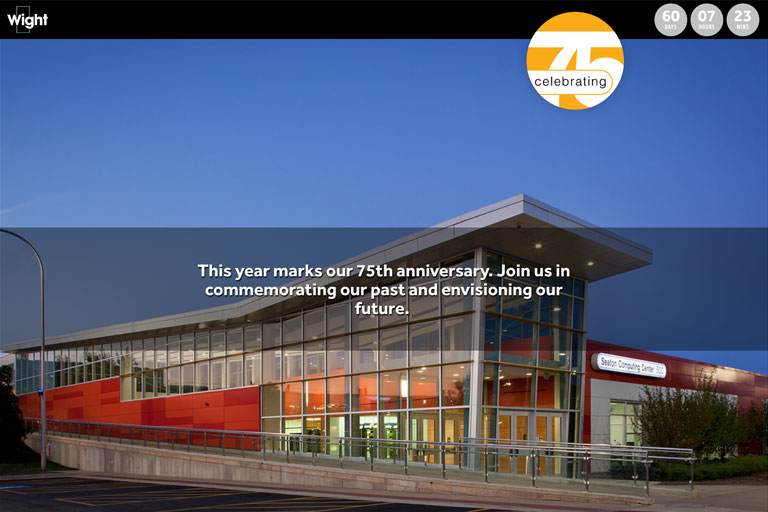 Wight
60
DAYS
07
HOURS
23
MINS
75
celebrating
This year marks our 75th anniversary. Join us in
commemorating our past and envisioning our
future.
Seaton Computing Center